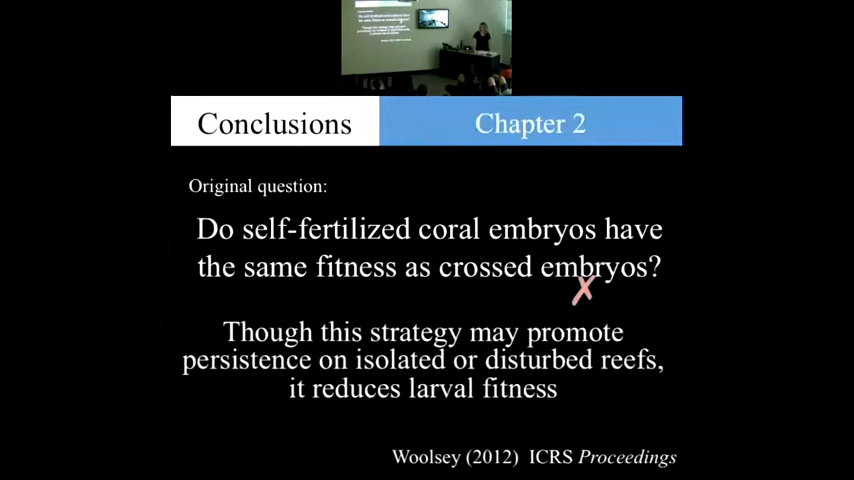 Conclusions
Chapter 2
Original question:
Do self-fertilized coral embryos have
the same fitness as crossed embryos?
Though this strategy may promote
persistence on isolated or disturbed reefs,
it reduces larval fitness
Woolsey (2012) ICRS Proceedings